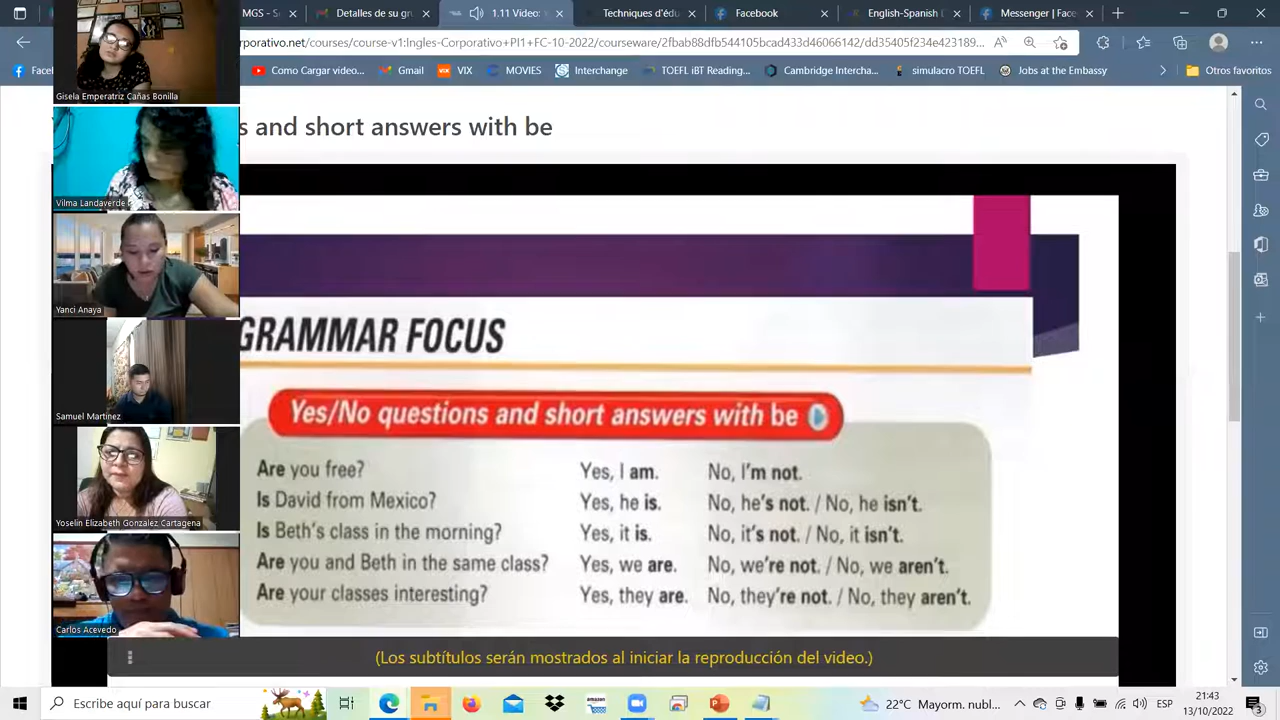 MGS - S
Detalles de su gr
1.11 Video: s
Techniques d'édu
Facebook
English-Spanish
Messenger | Face
orporativo.net/courses/course-v1:Ingles-Corporativo+PI1+FC-10-2022/courseware/2fbab88dfb544105bcad433d46066142/dd35405f234e423189...
Face
Como Cargar video...
Gmail
VIX
MOVIES
Interchange
TOEFL iBT Reading...
Cambridge Intercha...
simulacro TOEFL
Jobs at the Embassy
Otros favoritos
Gisela Emperatriz Cañas Bonilla
s and short answers with be
Vilma Landaverde
Yanci Anaya
Samuel Martinez
Yoselin Elizabeth Gonzalez Cartagena
Carlos Acevedo
GRAMMAR FOCUS
Yes/No questions and short answers with be
Are you free? Yes, I am. No, I'm not.
Is David from Mexico? Yes, he is. No, he's not. / No, he isn't.
Is Beth's class in the morning? Yes, it is. No, it's not. / No, it isn't.
Are you and Beth in the same class? Yes, we are. No, we're not. / No, we aren't.
Are your classes interesting? Yes, they are. No, they're not. / No, they aren't.
(Los subtítulos serán mostrados al iniciar la reproducción del video.)
Escribe aquí para buscar
amazon
22°C Mayorm. nubl...
ESP
21:43
13/10/2022
3